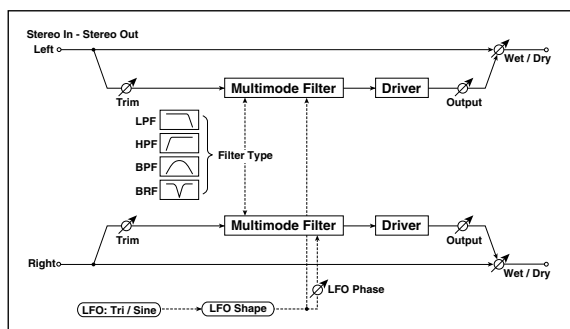 Stereo In - Stereo Out
Left
Wet / Dry
Trim
Multimode Filter
Driver
Output
LPF
HPF
BPF
BRF
Filter Type
Trim
Multimode Filter
Driver
Output
Right
Wet / Dry
LFO Phase
LFO: Tri / Sine
LFO Shape